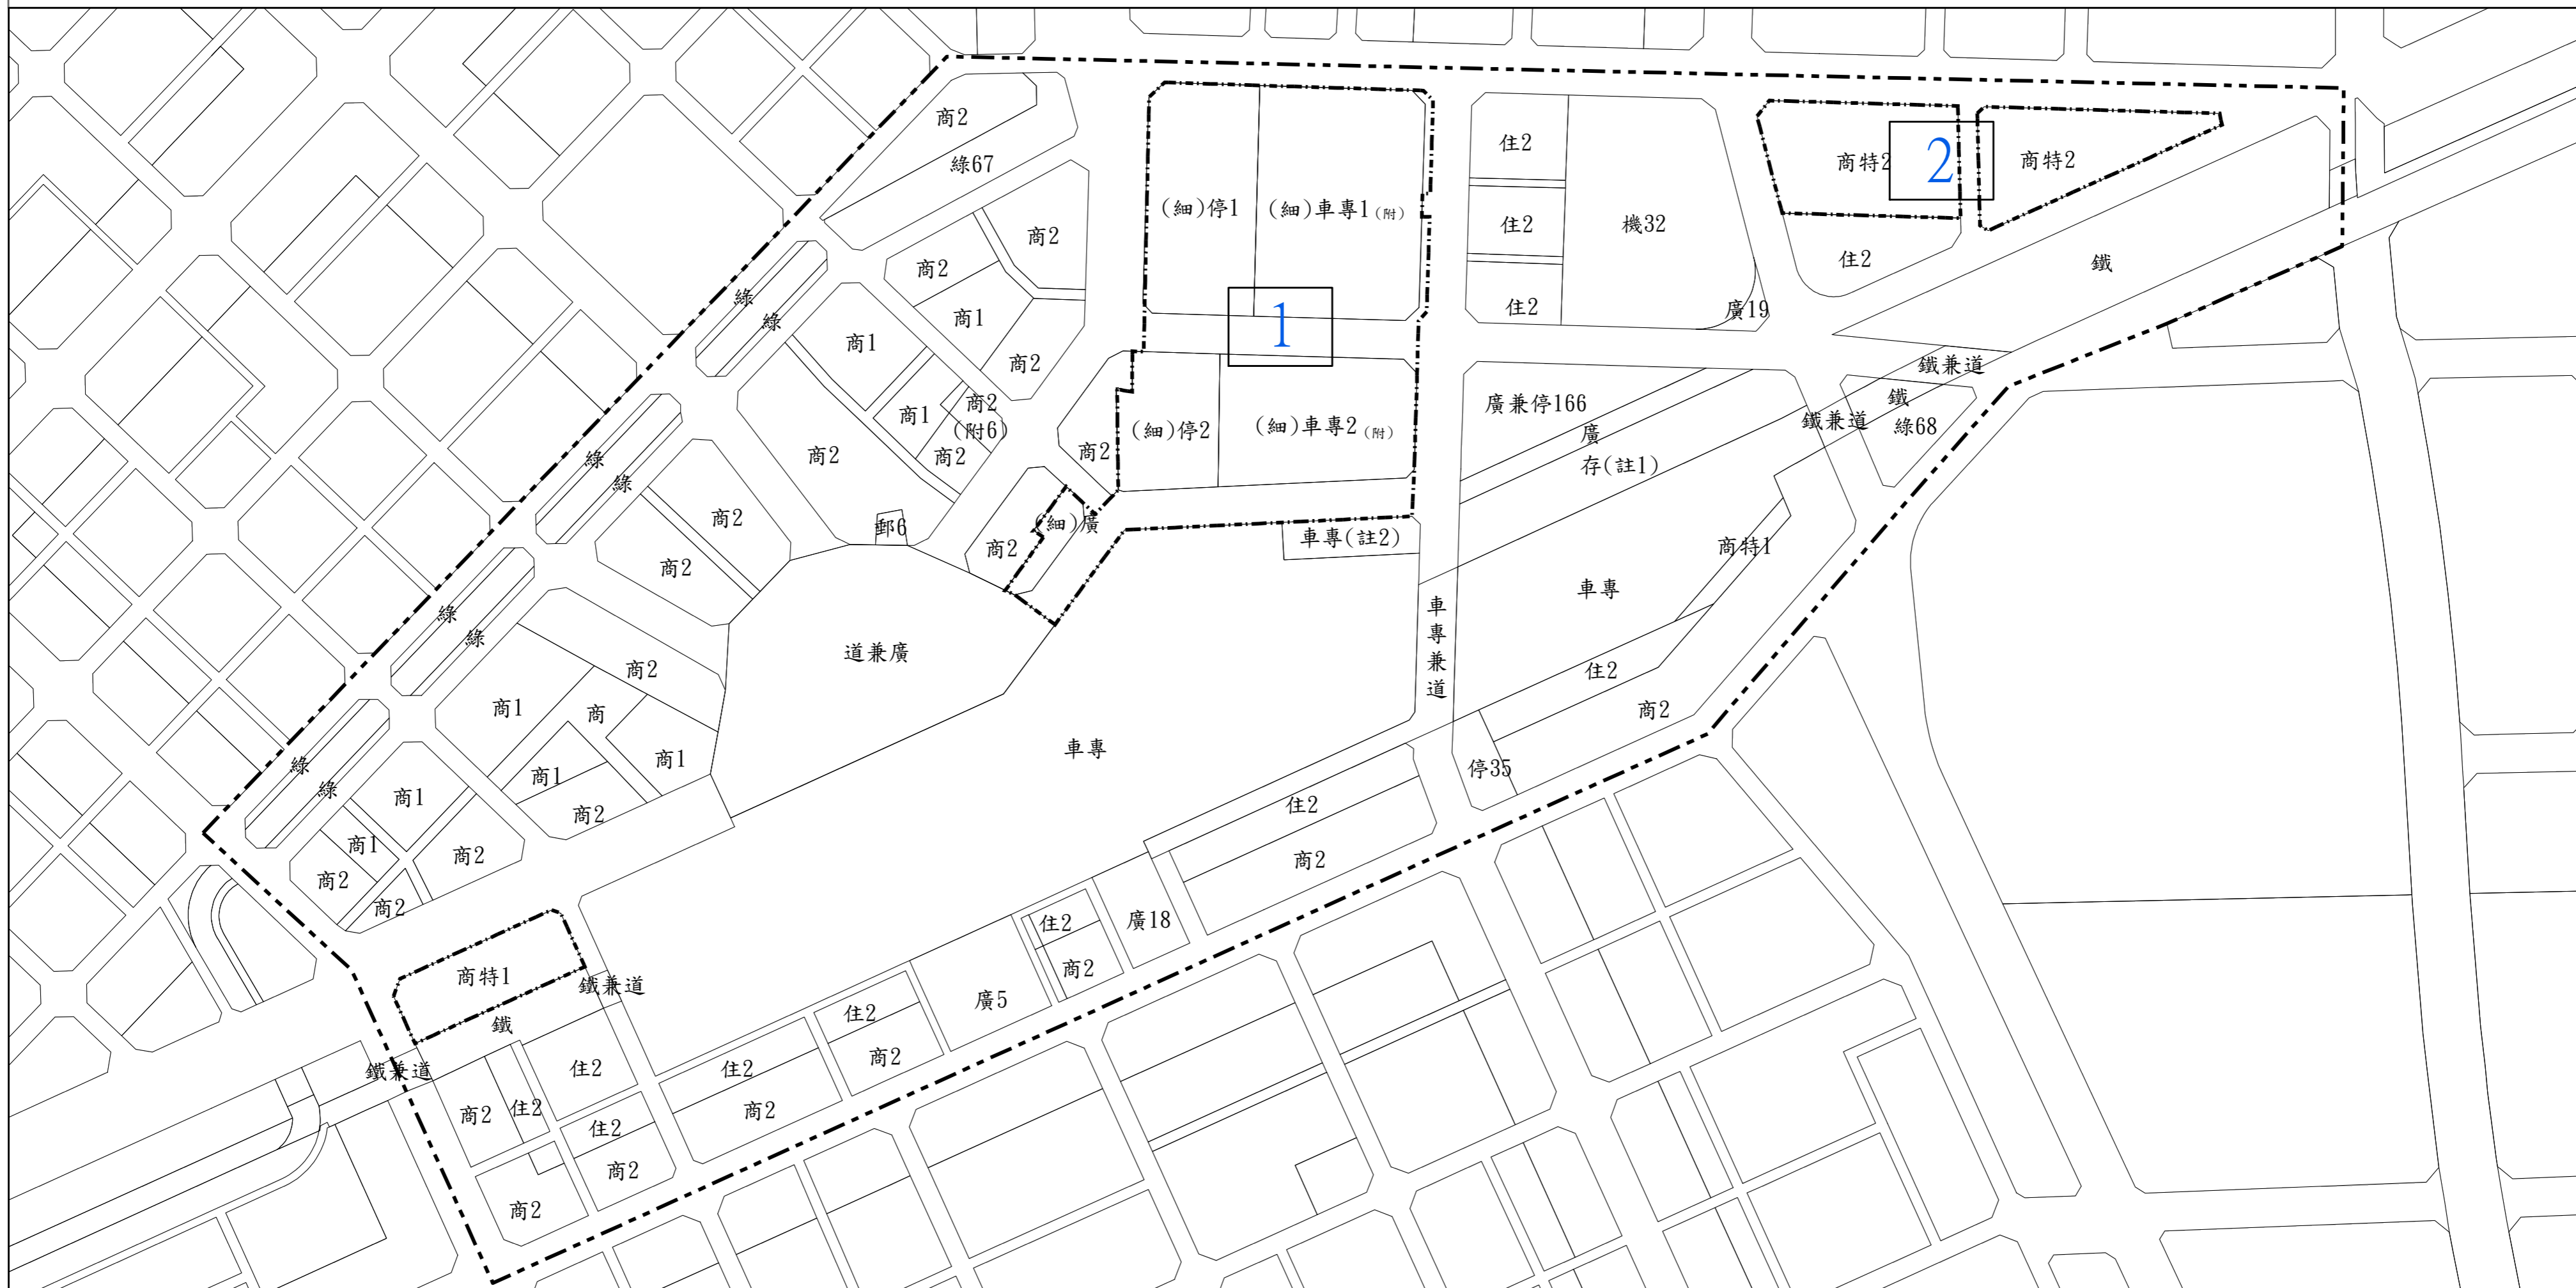 商2
綠67
商2
商2
商1
商2
(細)停1
(細)車專1(附)
1
住2
住2
住2
機32
廣19
商特2
2
商特2
住2
鐵
綠
綠
商1
商1
商2
(附6)
商2
商2
商2
(細)停2
(細)車專2(附)
廣兼停166
廣
存(註1)
鐵兼道
鐵兼道
鐵
綠68
綠
綠
商2
商2
郵6
商2
(細)廣
車專(註2)
商特1
車專
車專兼道
道兼廣
車專
住2
商2
停35
綠
綠
商2
商1
商
商1
商1
商2
綠
綠
商1
商1
商2
商2
商2
住2
商2
廣18
住2
商2
廣5
商特1
鐵兼道
鐵
鐵兼道
住2
商2
住2
商2
住2
商2
住2
住2
商2
商2